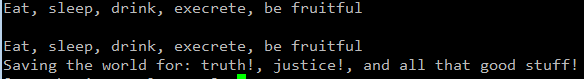 Eat, sleep, drink, execrete, be fruitful
Eat, sleep, drink, execrete, be fruitful
Saving the world for: truth!, justice!, and all that good stuff!